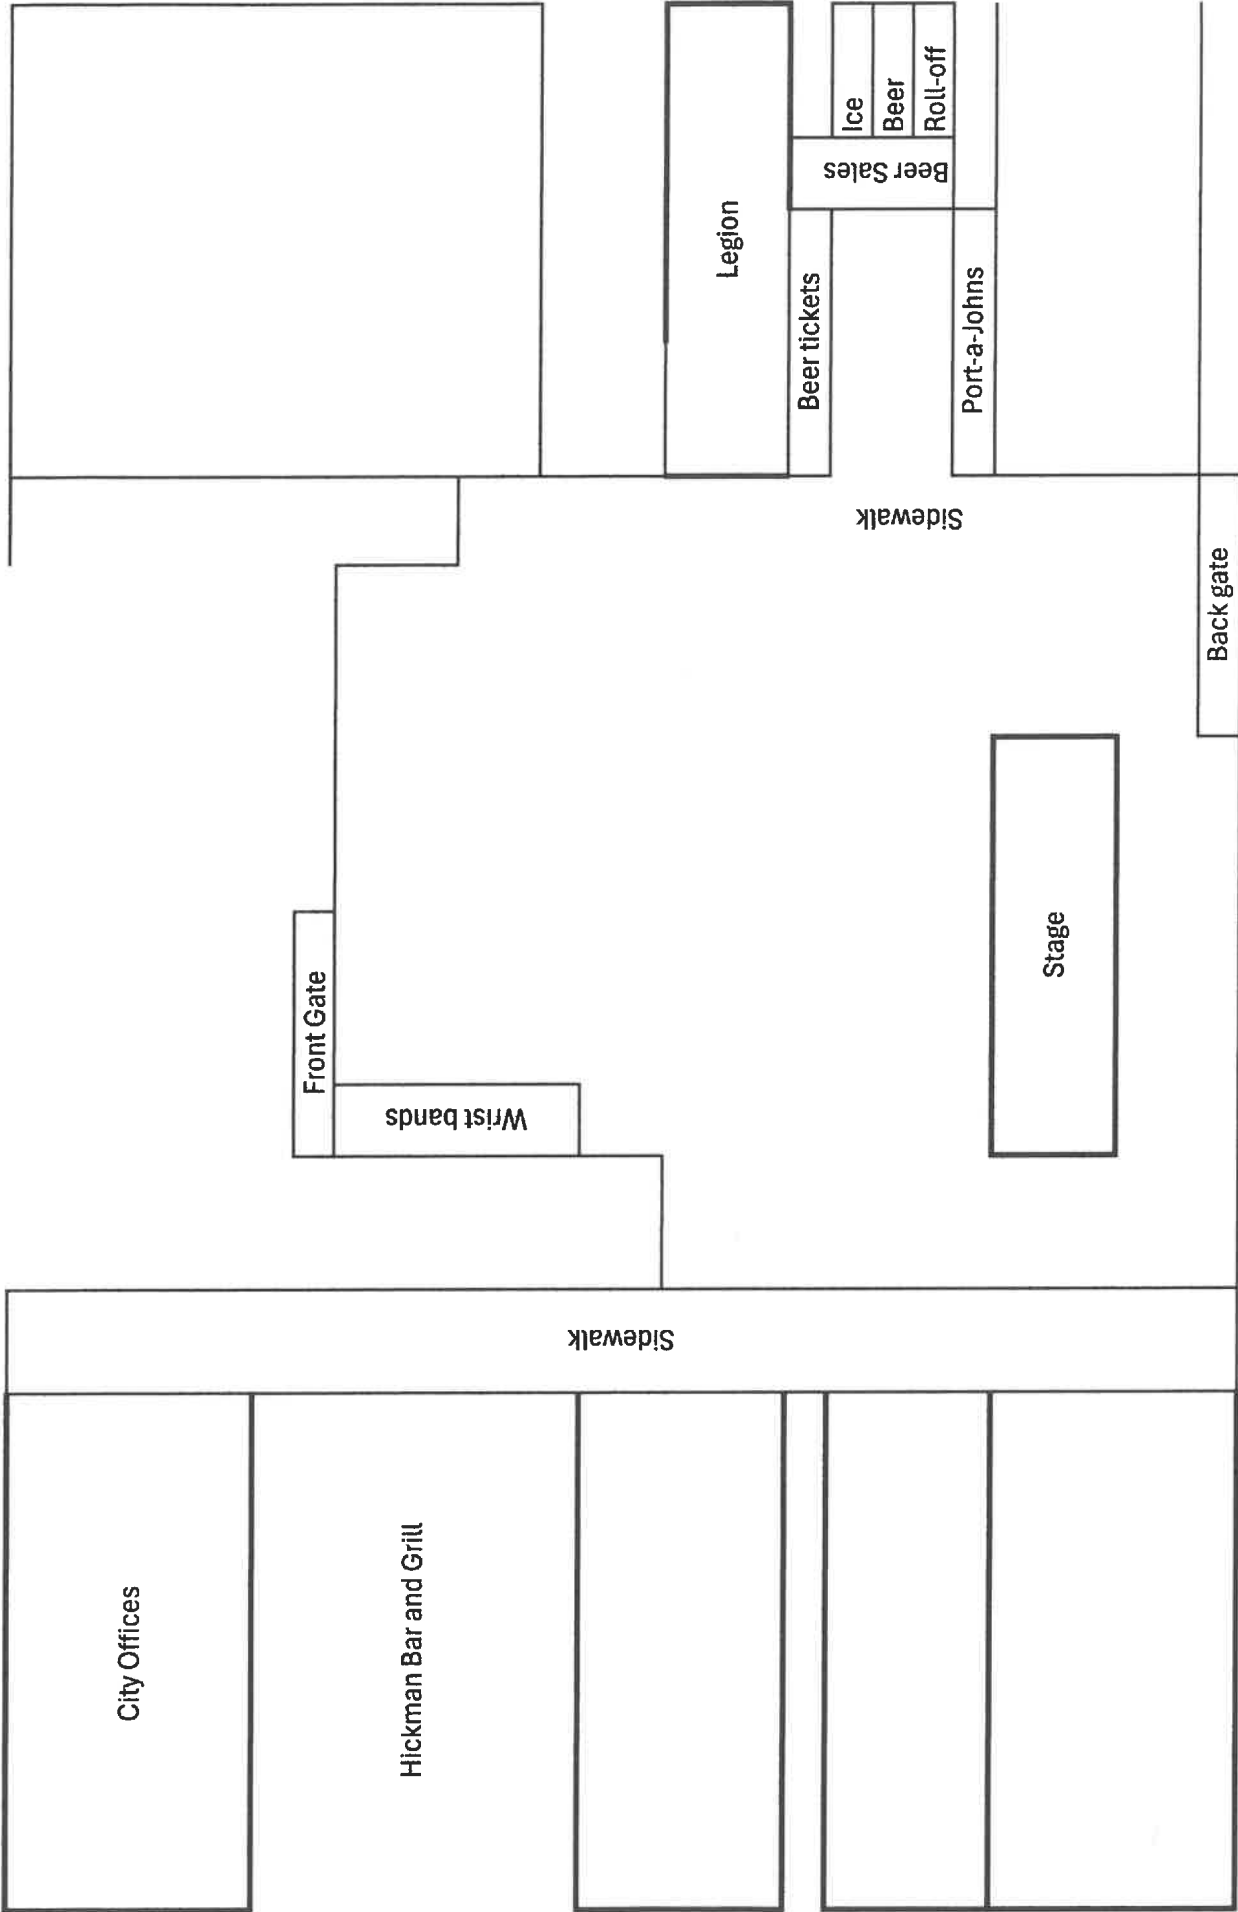 City Offices
Hickman Bar and Grill
Sidewalk
Front Gate
Wrist bands
Stage
Back gate
Sidewalk
Legion
Beer tickets
Port-a-Johns
Beer Sales
Ice
Beer
Roll-off